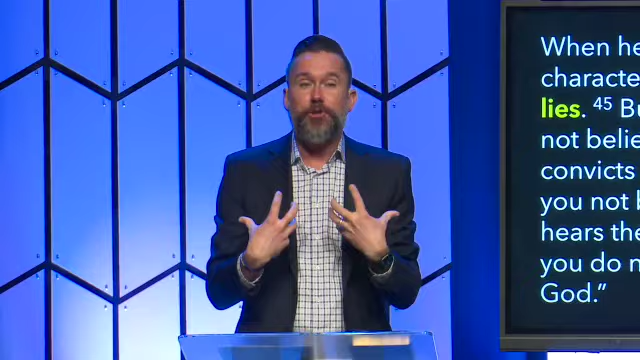 When he
characte
lies. 45 Bu
not belie
convicts
you not b
hears the
you do n
God.”